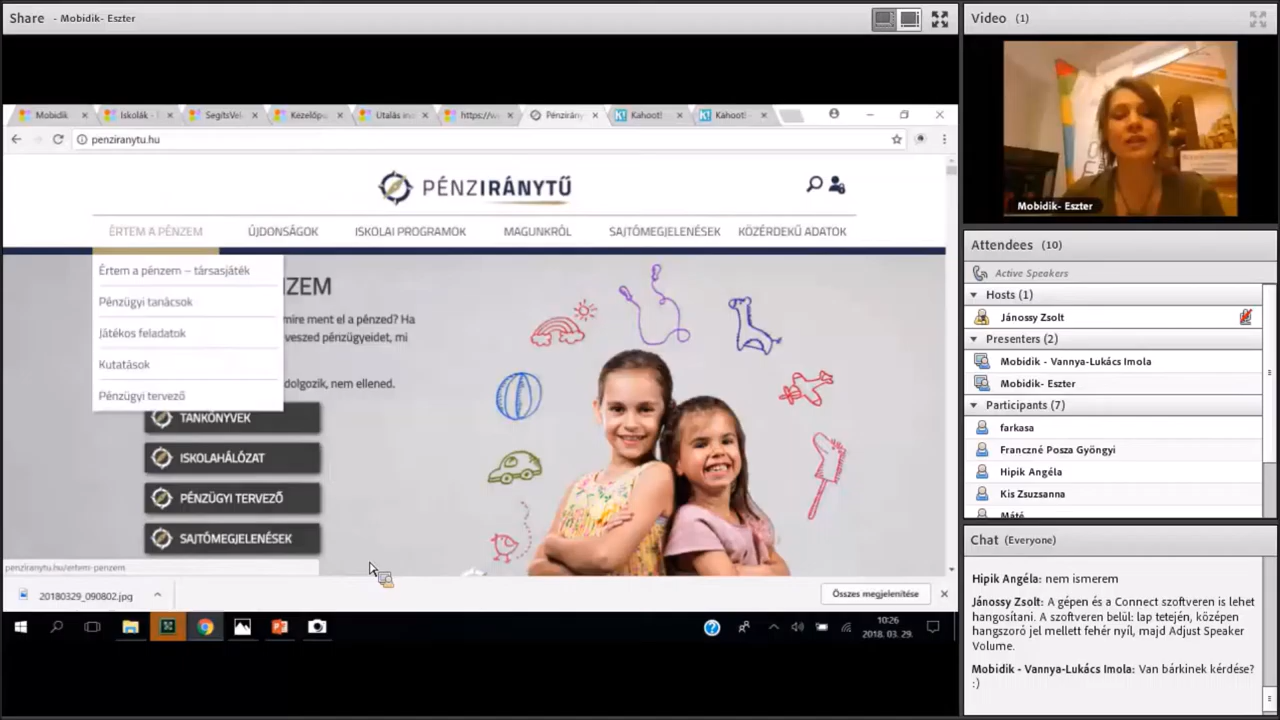 Share - Mobidik- Eszter
Mobidik
Iskolák -
SegítsVel
Kezelőpu
Utalás in
https://w
Pénzirány
Kahoot!
Kahoot! -
penziranytu.hu
PÉNZIRÁNYTŰ
ÉRTEM A PÉNZEM
ÚJDONSÁGOK
ISKOLAI PROGRAMOK
MAGUNKRÓL
SAJTÓMEGJELENÉSEK
KÖZÉRDEKŰ ADATOK
Értem a pénzem – társasjáték
Pénzügyi tanácsok
Játékos feladatok
Kutatások
Pénzügyi tervező
NZEM
mire ment el a pénzed? Ha
veszed pénzügyeidet, mi
dolgozik, nem ellened.
TANKÖNYVEK
ISKOLAHÁLÓZAT
PÉNZÜGYI TERVEZŐ
SAJTÓMEGJELENÉSEK
penziranytu.hu/ertem-penzem
20180329_090802.jpg
Összes megjelenítése
10:26
2018. 03. 29.
Video (1)
Mobidik- Eszter
Attendees (10)
Active Speakers
Hosts (1)
Jánossy Zsolt
Presenters (2)
Mobidik - Vannya-Lukács Imola
Mobidik- Eszter
Participants (7)
farkasa
Franczné Posza Gyöngyi
Hipik Angéla
Kis Zsuzsanna
Máté
Chat (Everyone)
Hipik Angéla: nem ismerem
Jánossy Zsolt: A gépen és a Connect szoftveren is lehet
hangosítani. A szoftveren belül: lap tetején, középen
hangszoró jel mellett fehér nyíl, majd Adjust Speaker
Volume.
Mobidik - Vannya-Lukács Imola: Van bárkinek kérdése?
:)